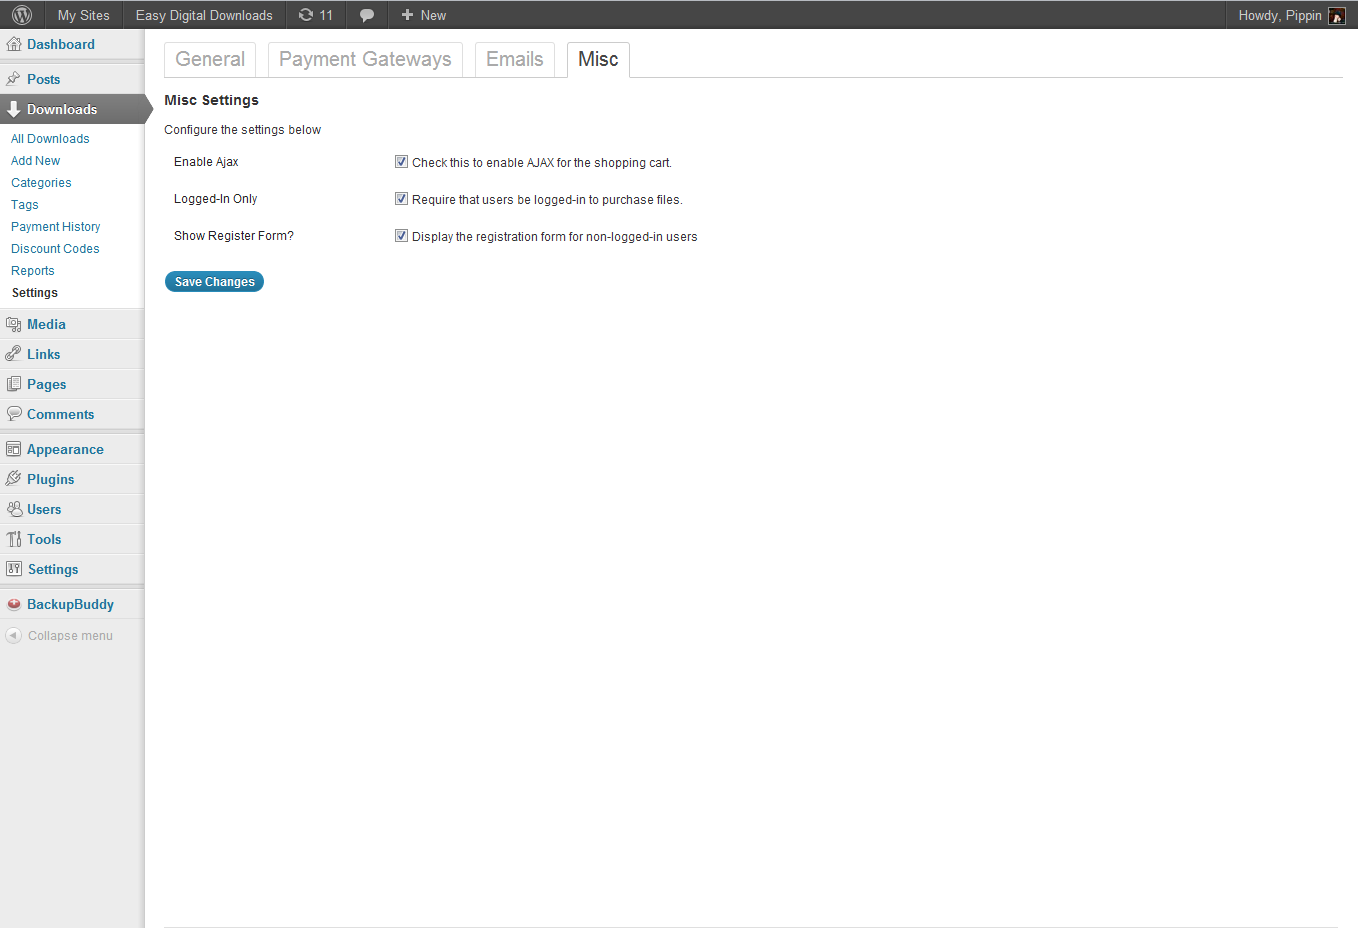 My Sites
Easy Digital Downloads
11
New
Howdy, Pippin
Dashboard
Posts
Downloads
All Downloads
Add New
Categories
Tags
Payment History
Discount Codes
Reports
Settings
Media
Links
Pages
Comments
Appearance
Plugins
Users
Tools
Settings
BackupBuddy
Collapse menu
General
Payment Gateways
Emails
Misc
Misc Settings
Configure the settings below
Enable Ajax
Check this to enable AJAX for the shopping cart.
Logged-In Only
Require that users be logged-in to purchase files.
Show Register Form?
Display the registration form for non-logged-in users
Save Changes